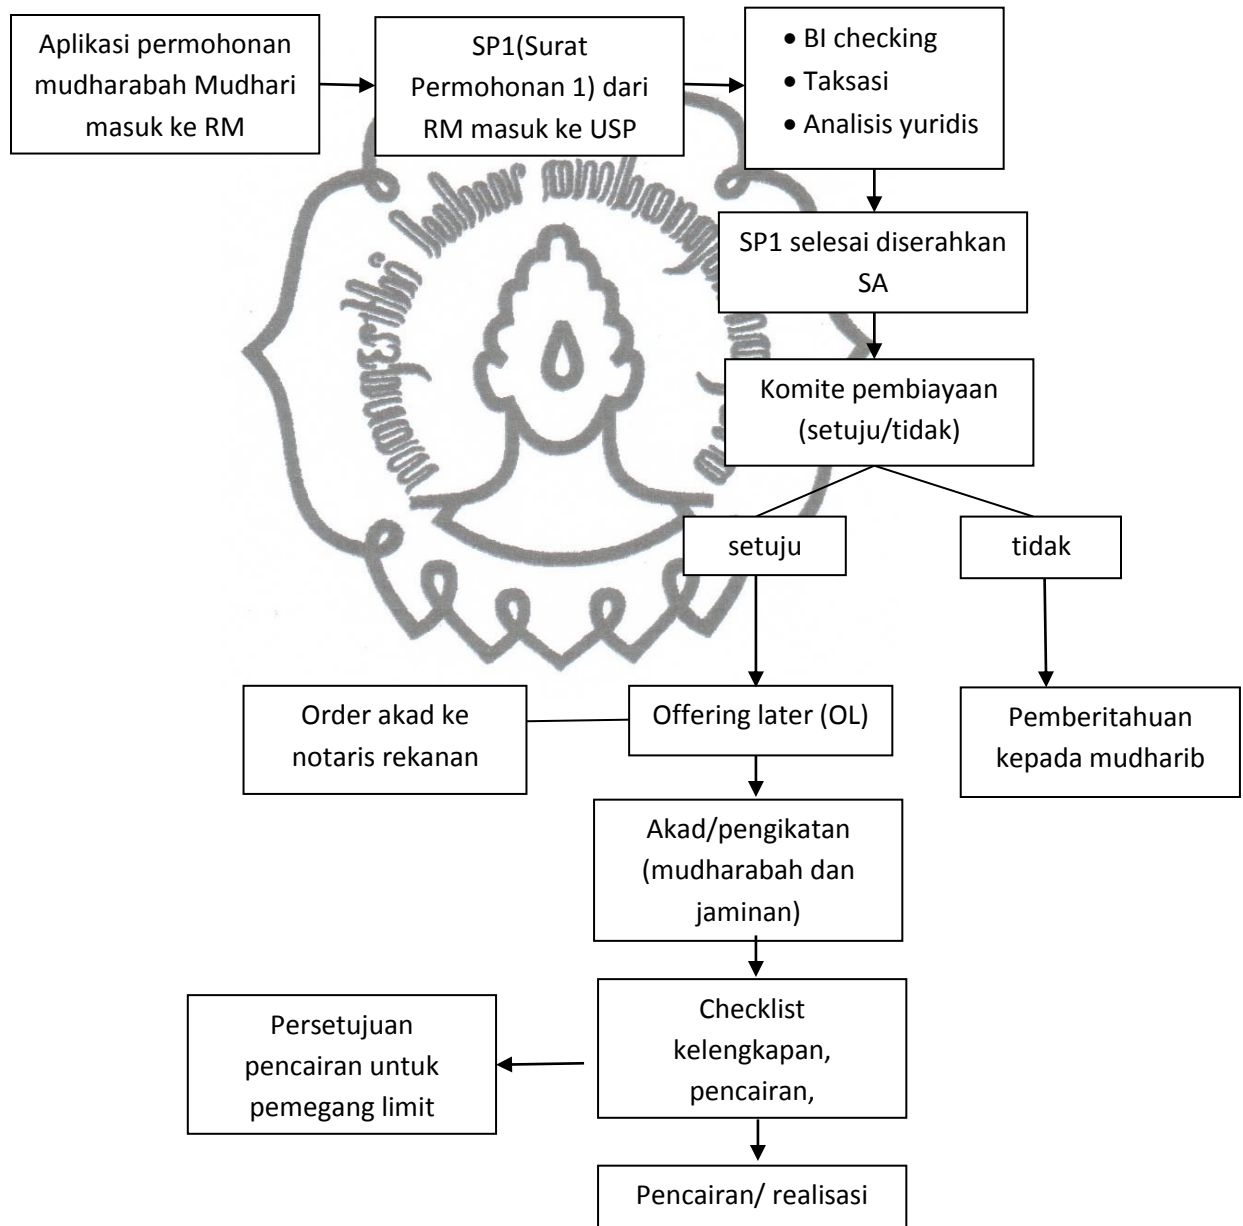 Aplikasi permohonan
mudharabah Mudhari
masuk ke RM
SP1(Surat
Permohonan 1) dari
RM masuk ke USP
• BI checking
• Taksasi
• Analisis yuridis
SP1 selesai diserahkan
SA
Komite pembiayaan
(setuju/tidak)
setuju
tidak
Order akad ke
notaris rekanan
Offering later (OL)
Pemberitahuan
kepada mudharib
Akad/pengikatan
(mudharabah dan
jaminan)
Persetujuan
pencairan untuk
pemegang limit
Checklist
kelengkapan,
pencairan,
Pencairan/ realisasi